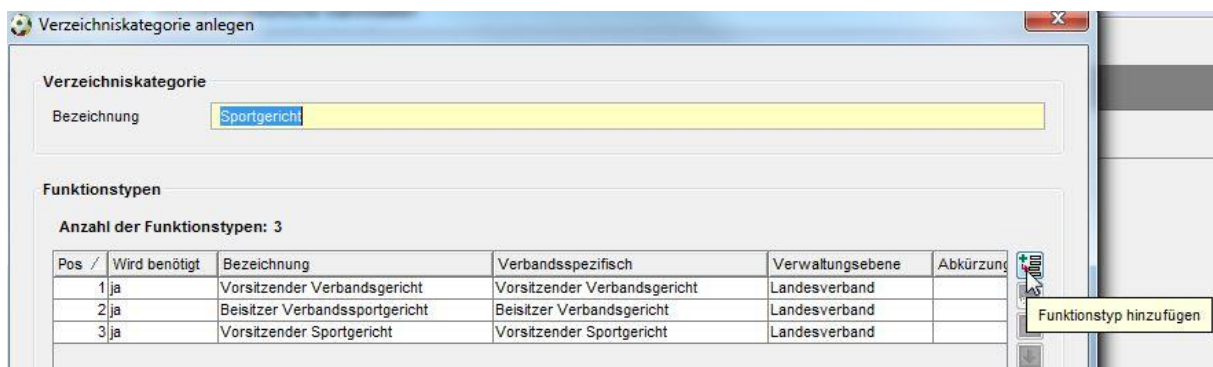 Verzeichniskategorie anlegen
Verzeichniskategorie
Bezeichnung Sportgericht
Funktionstypen
Anzahl der Funktionstypen: 3
Pos / Wird benötigt Bezeichnung Verbandsspezifisch Verwaltungsebene Abkürzung
1 ja Vorsitzender Verbandsgericht Vorsitzender Verbandsgericht Landesverband
2 ja Beisitzer Verbandssportgericht Beisitzer Verbandsgericht Landesverband
3 ja Vorsitzender Sportgericht Vorsitzender Sportgericht Landesverband
Funktionstyp hinzufügen